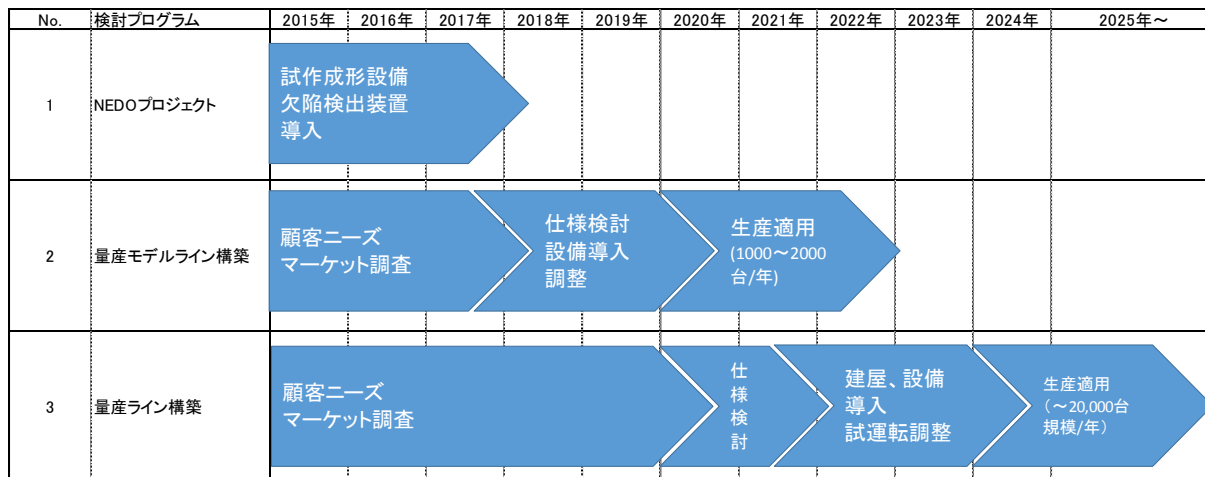 No. 検討プログラム 2015年 2016年 2017年 2018年 2019年 2020年 2021年 2022年 2023年 2024年 2025年～
1 NEDOプロジェクト
試作成形設備
欠陥検出装置
導入
2 量産モデルライン構築
顧客ニーズ
マーケット調査
仕様検討
設備導入
調整
生産適用
(1000～2000
台/年)
3 量産ライン構築
顧客ニーズ
マーケット調査
仕
様
検
討
建屋、設備
導入
試運転調整
生産適用
（～20,000台
規模/年）